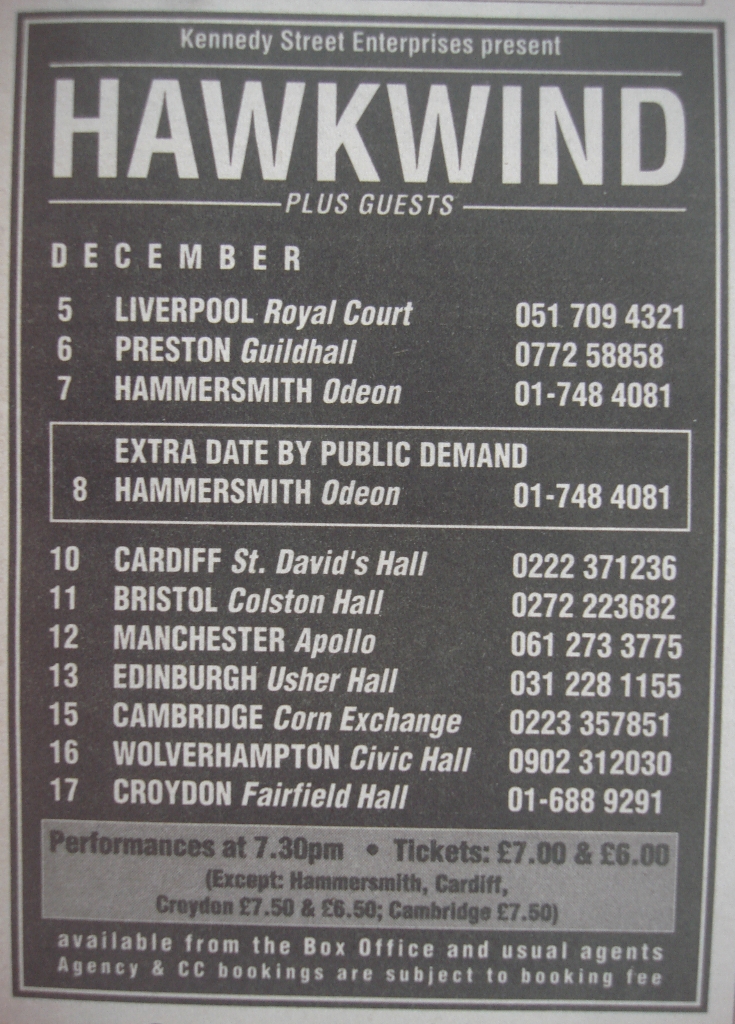 Kennedy Street Enterprises present
HAWKWIND
PLUS GUESTS
DECEMBER
5 LIVERPOOL Royal Court 051 709 4321
6 PRESTON Guildhall 0772 58858
7 HAMMERSMITH Odeon 01-748 4081
EXTRA DATE BY PUBLIC DEMAND
8 HAMMERSMITH Odeon 01-748 4081
10 CARDIFF St. David's Hall 0222 371236
11 BRISTOL Colston Hall 0272 223682
12 MANCHESTER Apollo 061 273 3775
13 EDINBURGH Usher Hall 031 228 1155
15 CAMBRIDGE Corn Exchange 0223 357851
16 WOLVERHAMPTON Civic Hall 0902 312030
17 CROYDON Fairfield Hall 01-688 9291
Performances at 7.30pm • Tickets: £7.00 & £6.00
(Except: Hammersmith, Cardiff,
Croydon £7.50 & £6.50; Cambridge £7.50)
available from the Box Office and usual agents
Agency & CC bookings are subject to booking fee